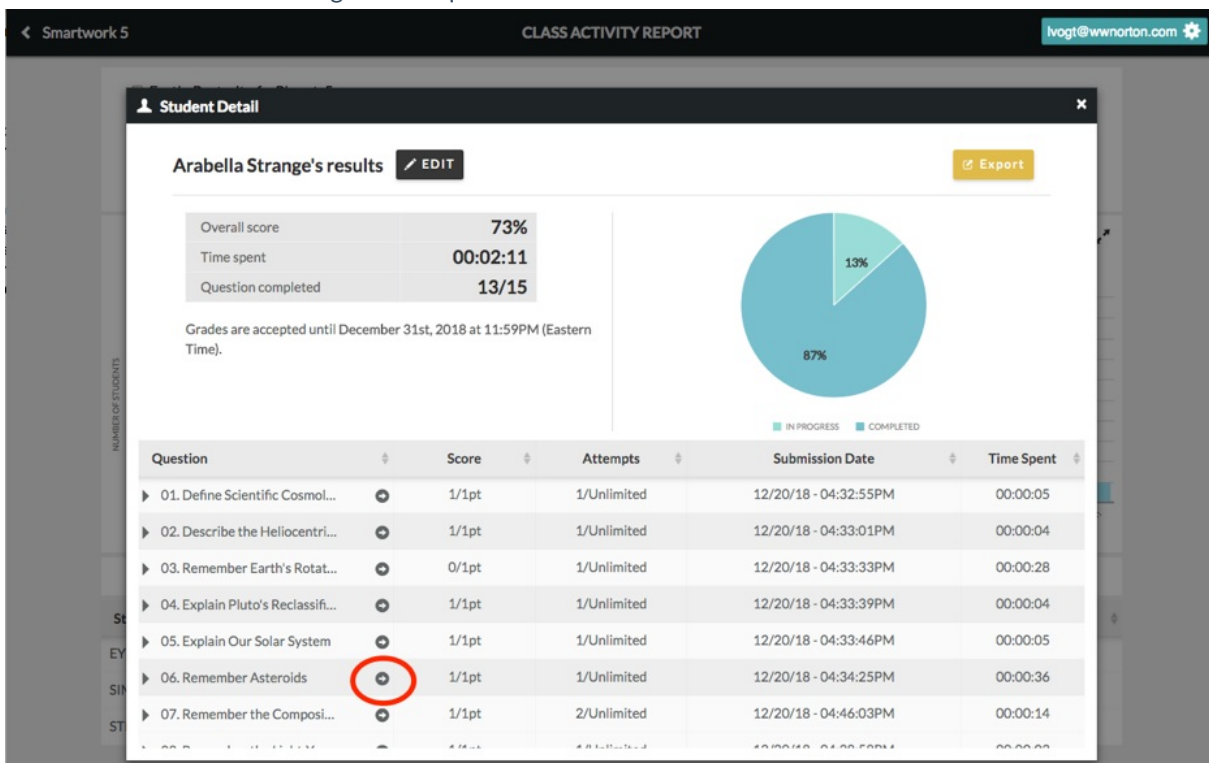 Smartwork 5 CLASS ACTIVITY REPORT lvogt@wwnorton.com
Student Detail
Arabella Strange's results EDIT Export
Overall score 73%
Time spent 00:02:11
Question completed 13/15
Grades are accepted until December 31st, 2018 at 11:59PM (Eastern
Time).
13%
87%
IN PROGRESS COMPLETED
NUMBER OF STUDENTS
Question Score Attempts Submission Date Time Spent
01. Define Scientific Cosmol... 1/1pt 1/Unlimited 12/20/18 - 04:32:55PM 00:00:05
02. Describe the Heliocentri... 1/1pt 1/Unlimited 12/20/18 - 04:33:01PM 00:00:04
03. Remember Earth's Rotat... 0/1pt 1/Unlimited 12/20/18 - 04:33:33PM 00:00:28
04. Explain Pluto's Reclassifi... 1/1pt 1/Unlimited 12/20/18 - 04:33:39PM 00:00:04
05. Explain Our Solar System 1/1pt 1/Unlimited 12/20/18 - 04:33:46PM 00:00:05
06. Remember Asteroids 1/1pt 1/Unlimited 12/20/18 - 04:34:25PM 00:00:36
07. Remember the Composi... 1/1pt 2/Unlimited 12/20/18 - 04:46:03PM 00:00:14
St
EY
SIM
ST